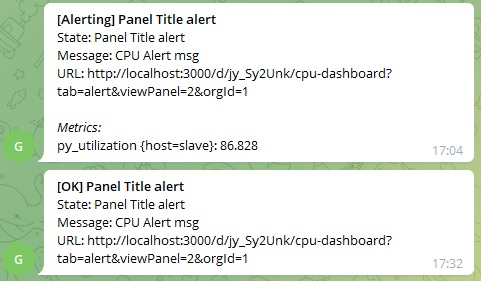 [Alerting] Panel Title alert
State: Panel Title alert
Message: CPU Alert msg
URL: http://localhost:3000/d/jy_Sy2Unk/cpu-dashboard?
tab=alert&viewPanel=2&orgId=1
Metrics:
G
py_utilization {host=slave}: 86.828
17:04
[OK] Panel Title alert
State: Panel Title alert
Message: CPU Alert msg
URL: http://localhost:3000/d/jy_Sy2Unk/cpu-dashboard?
G
tab=alert&viewPanel=2&orgId=1
17:32